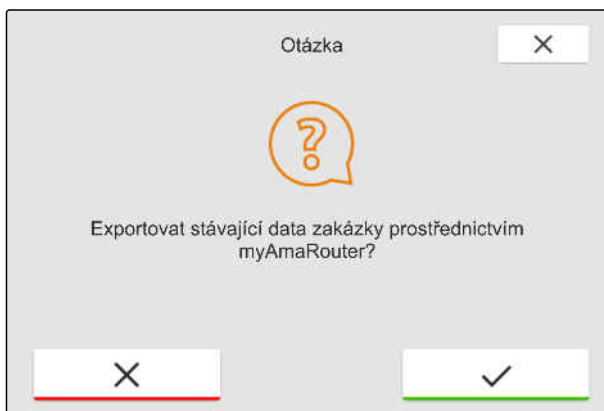 Otázka
Exportovat stávající data zakázky prostřednictvím
myAmaRouter?